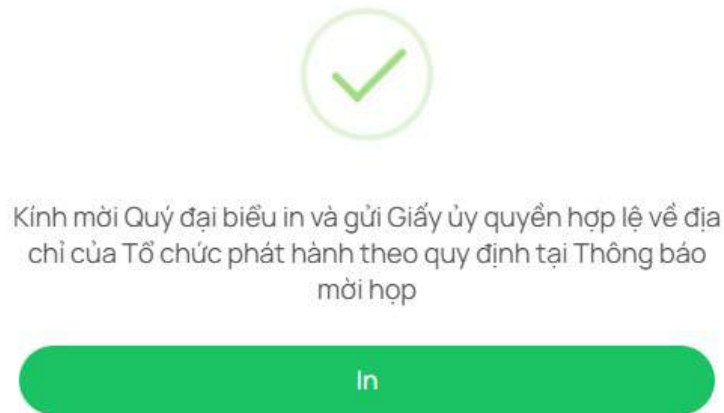 Kính mời Quý đại biểu in và gửi Giấy ủy quyền hợp lệ về địa
chỉ của Tổ chức phát hành theo quy định tại Thông báo
mời họp
In